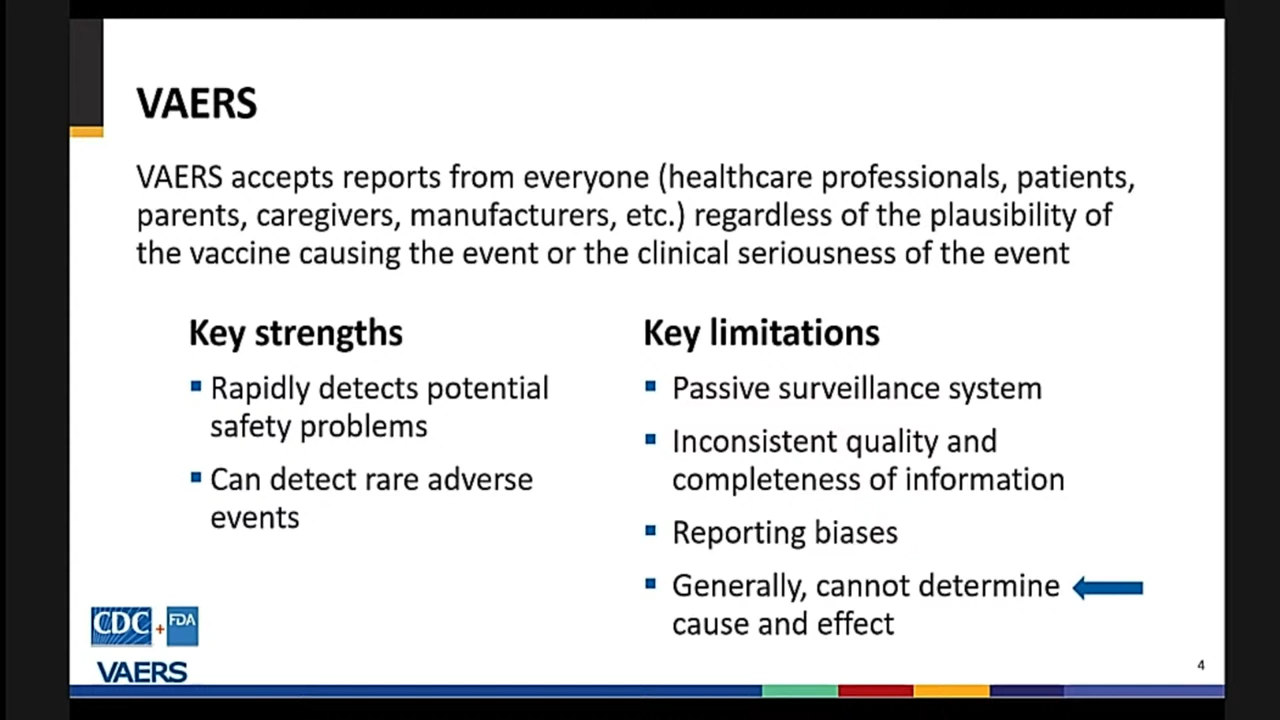 VAERS
VAERS accepts reports from everyone (healthcare professionals, patients,
parents, caregivers, manufacturers, etc.) regardless of the plausibility of
the vaccine causing the event or the clinical seriousness of the event
Key strengths
▪ Rapidly detects potential
safety problems
▪ Can detect rare adverse
events
Key limitations
▪ Passive surveillance system
▪ Inconsistent quality and
completeness of information
▪ Reporting biases
▪ Generally, cannot determine
cause and effect
CDC + FDA
VAERS
4